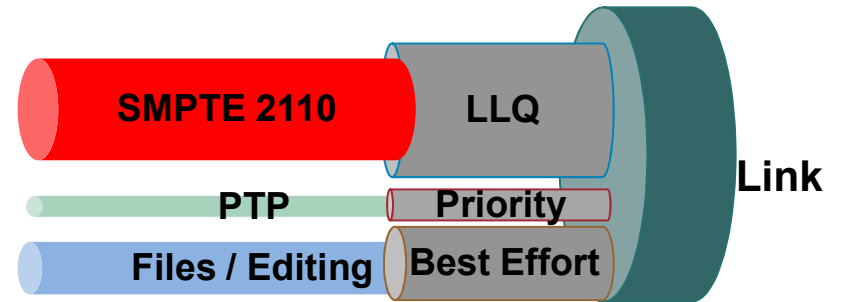 SMPTE 2110
LLQ
Link
PTP
Priority
Files / Editing
Best Effort